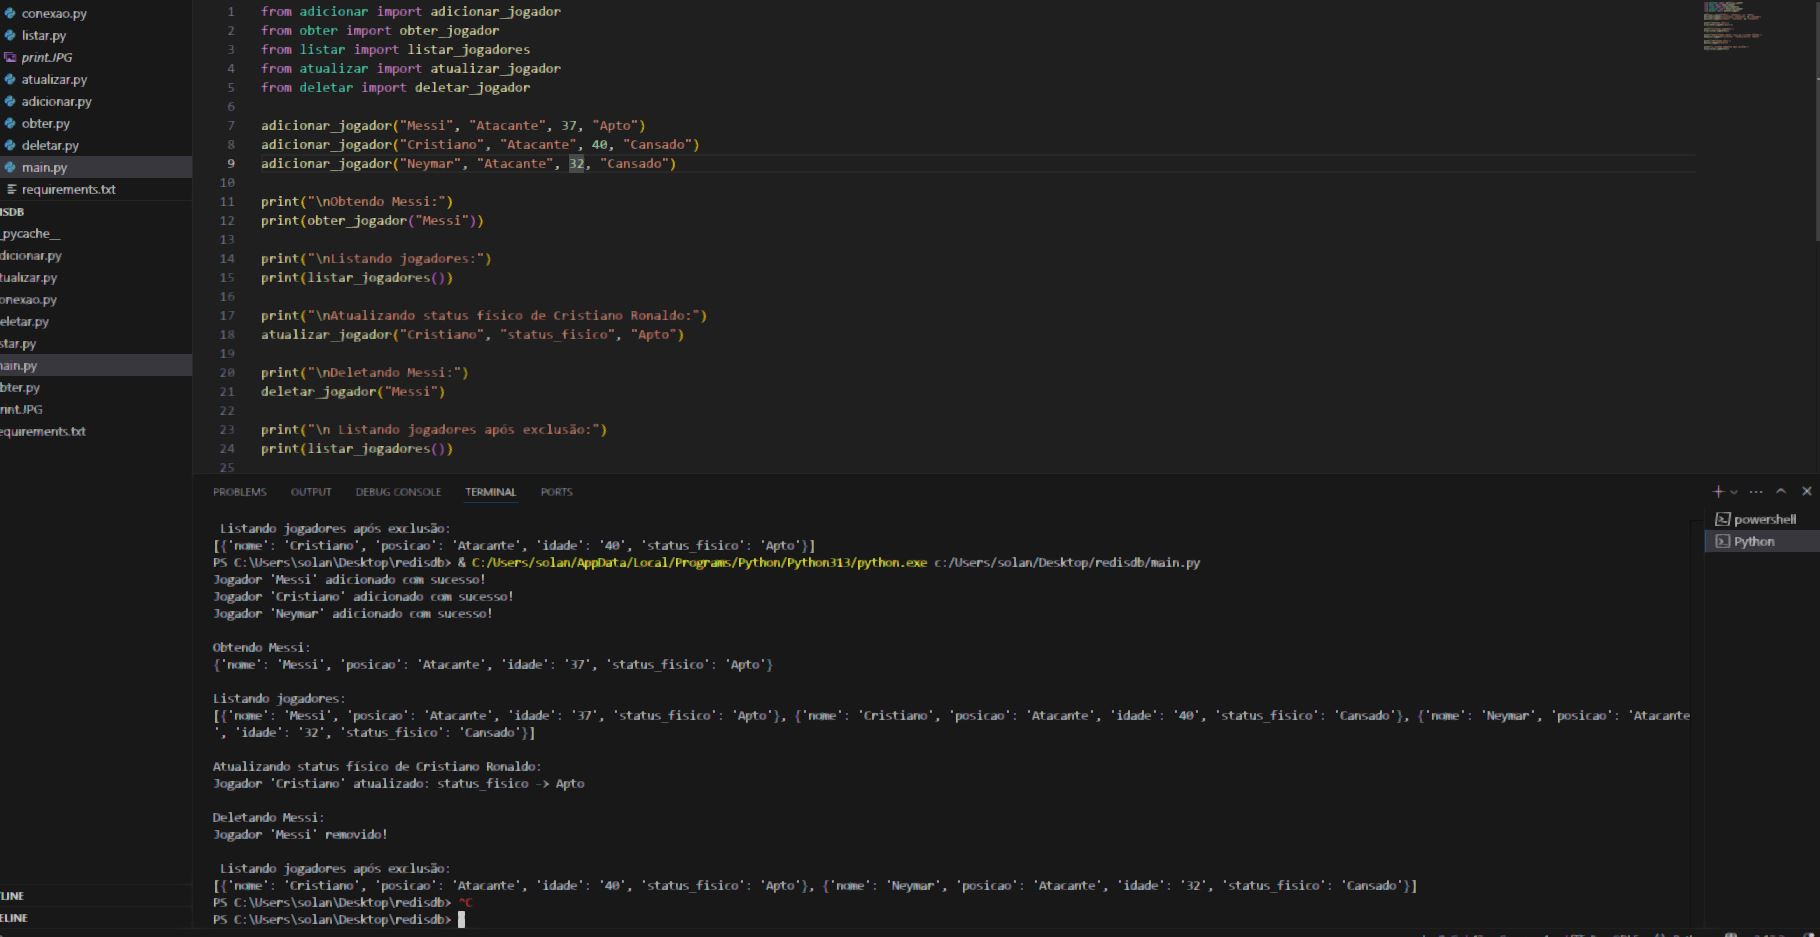 conexao.py
listar.py
print.JPG
atualizar.py
adicionar.py
obter.py
deletar.py
main.py
requirements.txt
ISDB
_pycache__
dicionar.py
tualizar.py
onexao.py
eletar.py
star.py
nain.py
bter.py
rint.JPG
equirements.txt
LINE
ELINE
1 from adicionar import adicionar_jogador
2 from obter import obter_jogador
3 from listar import listar_jogadores
4 from atualizar import atualizar_jogador
5 from deletar import deletar_jogador
6
7 adicionar_jogador("Messi", "Atacante", 37, "Apto")
8 adicionar_jogador("Cristiano", "Atacante", 40, "Cansado")
9 adicionar_jogador("Neymar", "Atacante", 32, "Cansado")
10
11 print("\nObtendo Messi:")
12 print(obter_jogador("Messi"))
13
14 print("\nListando jogadores:")
15 print(listar_jogadores())
16
17 print("\nAtualizando status físico de Cristiano Ronaldo:")
18 atualizar_jogador("Cristiano", "status_fisico", "Apto")
19
20 print("\nDeletando Messi:")
21 deletar_jogador("Messi")
22
23 print("\n Listando jogadores após exclusão:")
24 print(listar_jogadores())
25
PROBLEMS OUTPUT DEBUG CONSOLE TERMINAL PORTS
powershell
Python
Listando jogadores após exclusão:
[{'nome': 'Cristiano', 'posicao': 'Atacante', 'idade': '40', 'status_fisico': 'Apto'}]
PS C:\Users\solan\Desktop\redisdb> & C:/Users/solan/AppData/Local/Programs/Python/Python313/python.exe c:/Users/solan/Desktop/redisdb/main.py
Jogador 'Messi' adicionado com sucesso!
Jogador 'Cristiano' adicionado com sucesso!
Jogador 'Neymar' adicionado com sucesso!
Obtendo Messi:
{'nome': 'Messi', 'posicao': 'Atacante', 'idade': '37', 'status_fisico': 'Apto'}
Listando jogadores:
[{'nome': 'Messi', 'posicao': 'Atacante', 'idade': '37', 'status_fisico': 'Apto'}, {'nome': 'Cristiano', 'posicao': 'Atacante', 'idade': '40', 'status_fisico': 'Cansado'}, {'nome': 'Neymar', 'posicao': 'Atacante
', 'idade': '32', 'status_fisico': 'Cansado'}]
Atualizando status físico de Cristiano Ronaldo:
Jogador 'Cristiano' atualizado: status_fisico -> Apto
Deletando Messi:
Jogador 'Messi' removido!
Listando jogadores após exclusão:
[{'nome': 'Cristiano', 'posicao': 'Atacante', 'idade': '40', 'status_fisico': 'Apto'}, {'nome': 'Neymar', 'posicao': 'Atacante', 'idade': '32', 'status_fisico': 'Cansado'}]
PS C:\Users\solan\Desktop\redisdb> ^C
PS C:\Users\solan\Desktop\redisdb>